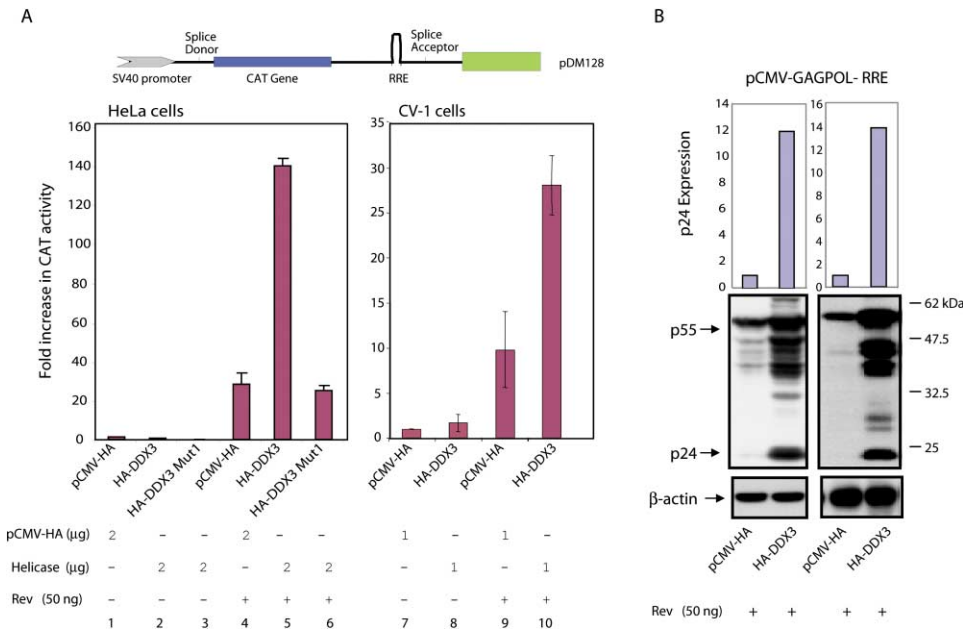 A
Splice
Donor
Splice
Acceptor
SV40 promoter
CAT Gene
RRE
pDM128
HeLa cells
CV-1 cells
Fold increase in CAT activity
160
140
120
100
80
60
40
20
0
35
30
25
20
15
10
5
0
pCMV-HA
HA-DDX3
HA-DDX3 Mut1
pCMV-HA
HA-DDX3
HA-DDX3 Mut1
pCMV-HA
HA-DDX3
pCMV-HA
HA-DDX3
pCMV-HA (µg) 2 – – 2 – – 1 – 1 –
Helicase (µg) – 2 2 – 2 2 – 1 – 1
Rev (50 ng) – – – + + + – – + +
1 2 3 4 5 6 7 8 9 10
B
pCMV-GAGPOL- RRE
p24 Expression
14
12
10
8
6
4
2
0
16
14
12
10
8
6
4
2
0
p55
p24
β-actin
62 kDa
47.5
32.5
25
pCMV-HA
HA-DDX3
pCMV-HA
HA-DDX3
Rev (50 ng) + + + +